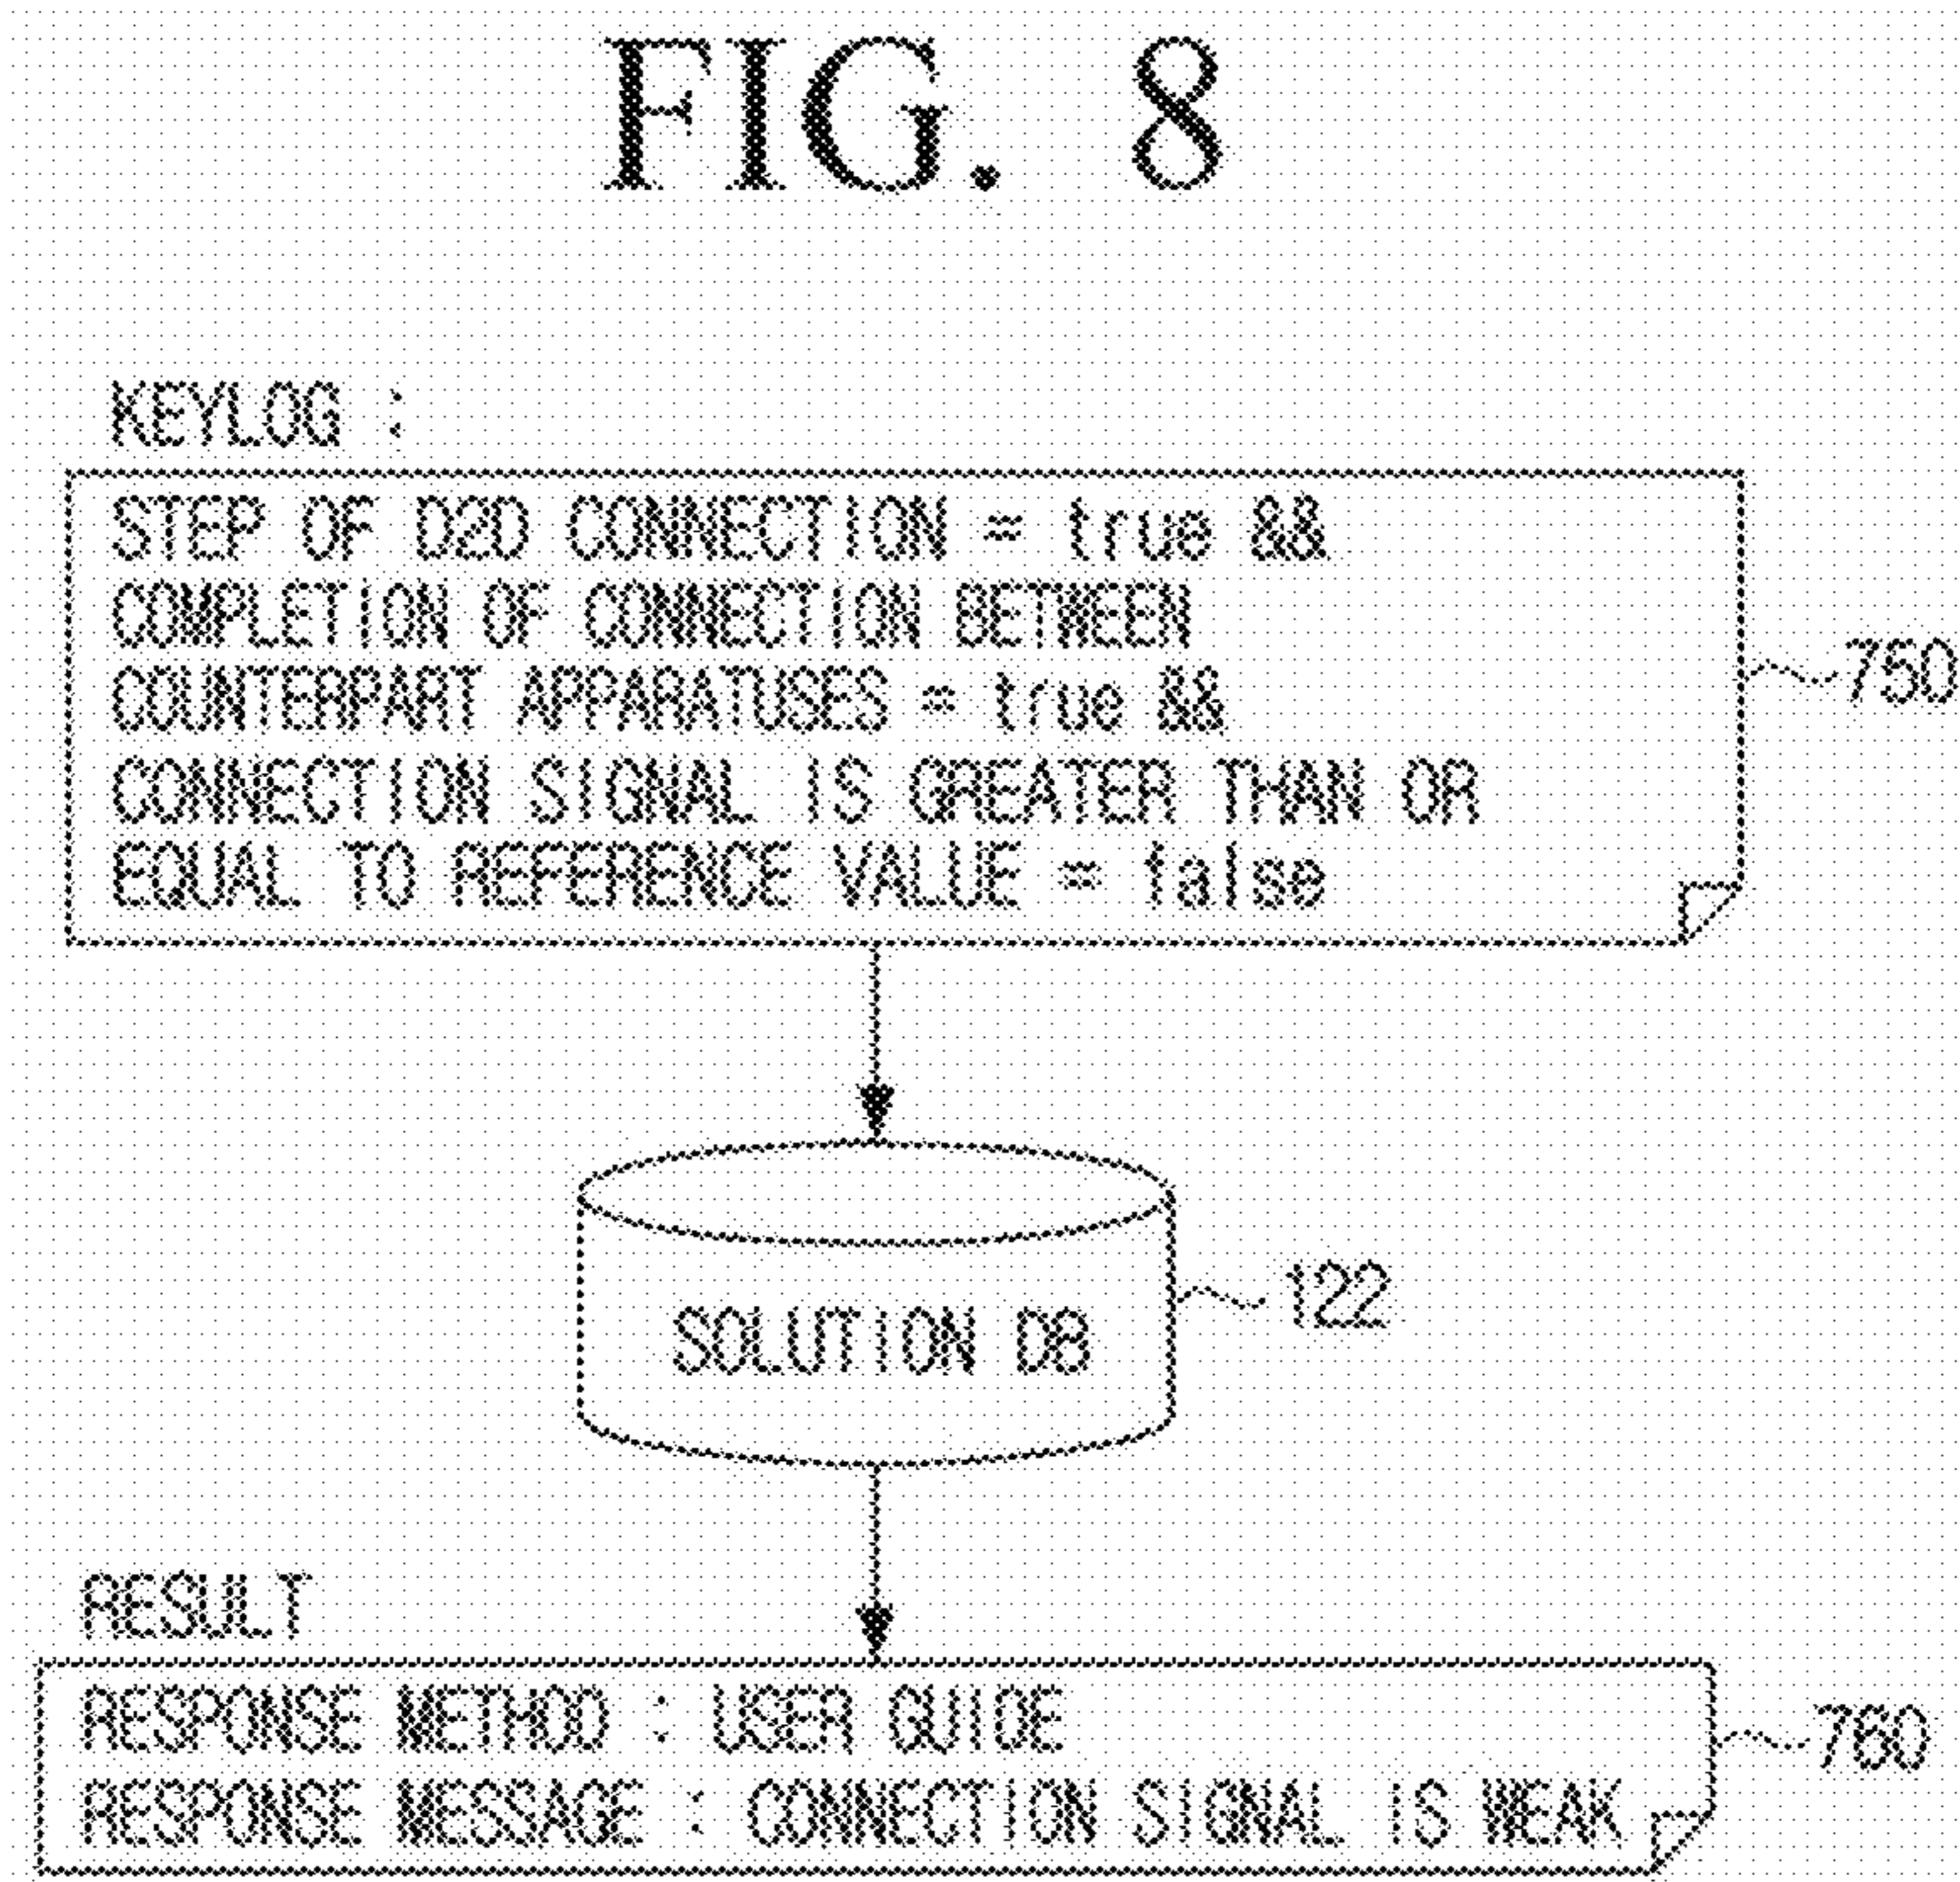 FIG. 8
KEYLOG :
STEP OF D2D CONNECTION = true &&
COMPLETION OF CONNECTION BETWEEN
COUNTERPART APPARATUSES = true &&
CONNECTION SIGNAL IS GREATER THAN OR
EQUAL TO REFERENCE VALUE = false
750
SOLUTION DB
122
RESULT
RESPONSE METHOD : USER GUIDE
RESPONSE MESSAGE : CONNECTION SIGNAL IS WEAK
760